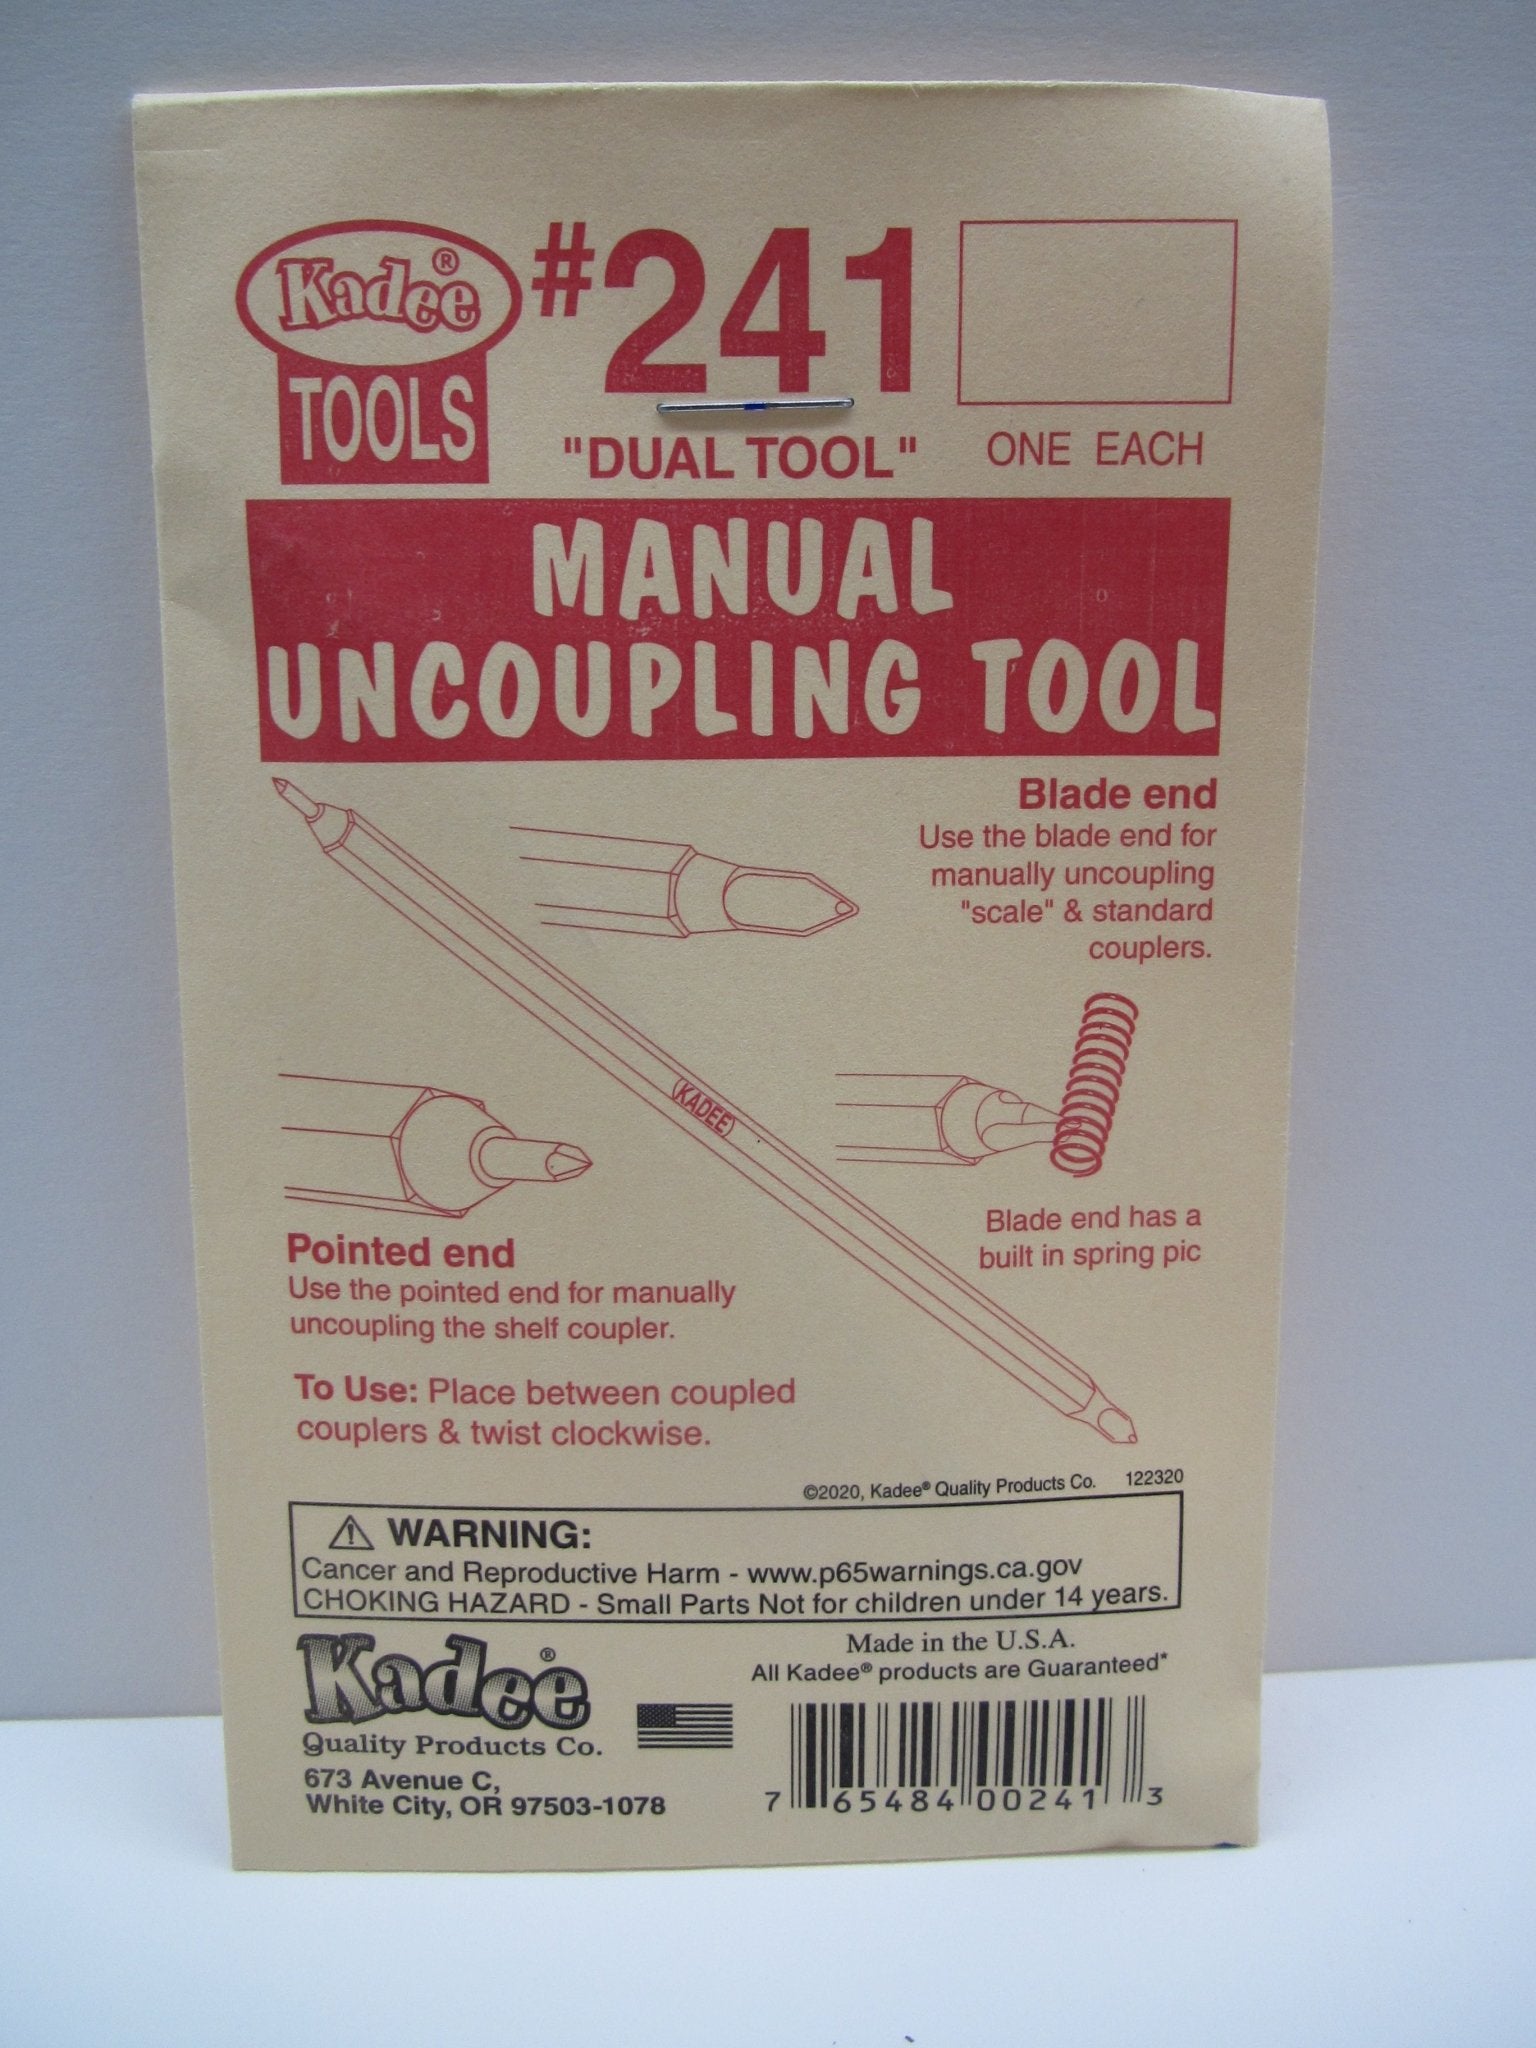 Kadee®
TOOLS
#241
"DUAL TOOL"
ONE EACH
MANUAL
UNCOUPLING TOOL
Blade end
Use the blade end for
manually uncoupling
"scale" & standard
couplers.
KADEE
Blade end has a
built in spring pic
Pointed end
Use the pointed end for manually
uncoupling the shelf coupler.
To Use: Place between coupled
couplers & twist clockwise.
©2020, Kadee® Quality Products Co. 122320
⚠ WARNING:
Cancer and Reproductive Harm - www.p65warnings.ca.gov
CHOKING HAZARD - Small Parts Not for children under 14 years.
Kadee®
Quality Products Co.
673 Avenue C,
White City, OR 97503-1078
Made in the U.S.A.
All Kadee® products are Guaranteed*
7 65484 00241 3